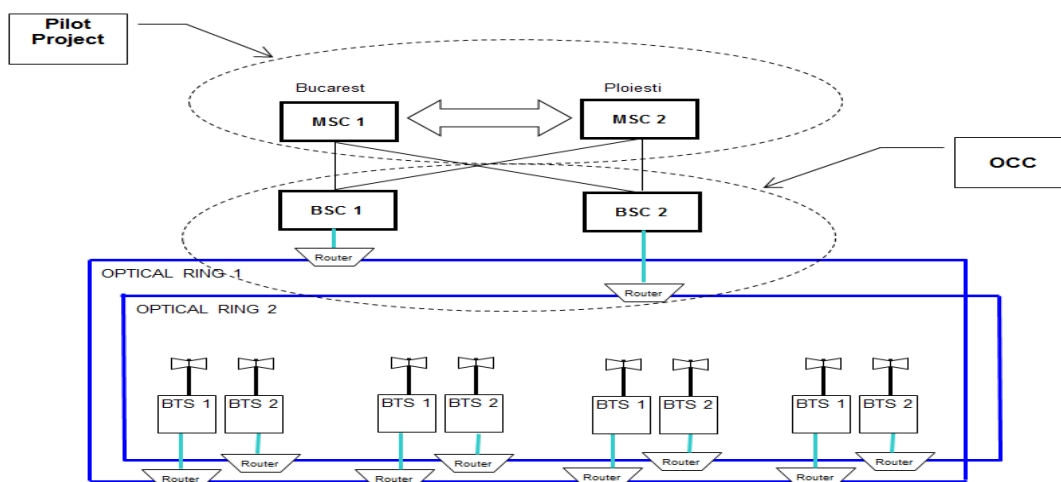 Pilot
Project
Bucarest
Ploiesti
MSC 1
MSC 2
OCC
BSC 1
BSC 2
Router
OPTICAL RING 1
Router
OPTICAL RING 2
BTS 1
BTS 2
BTS 1
BTS 2
BTS 1
BTS 2
BTS 1
BTS 2
Router
Router
Router
Router
Router
Router
Router
Router